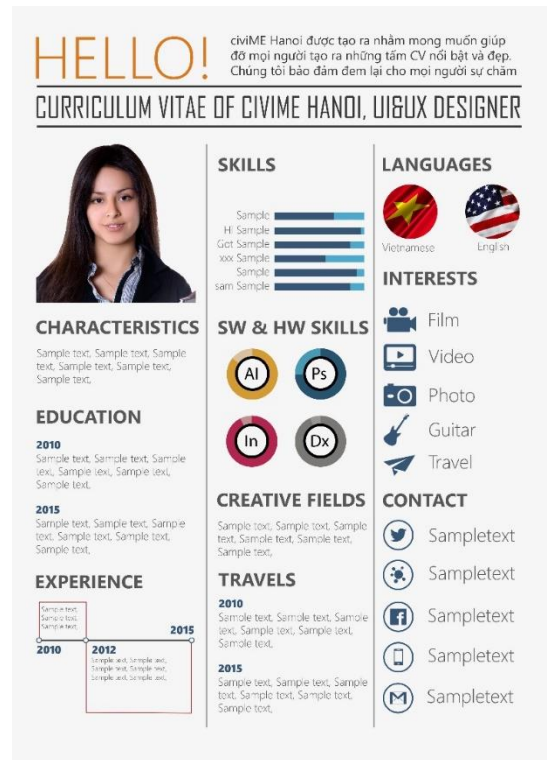 HELLO!
civiME Hanoi được tạo ra nhằm mong muốn giúp
đỡ mọi người tạo ra những tấm CV nổi bật và đẹp.
Chúng tôi bảo đảm đem lại cho mọi người sự chăm
CURRICULUM VITAE OF CIVIME HANOI, UI&UX DESIGNER
CHARACTERISTICS
Sample text, Sample text, Sample
text, Sample text, Sample text,
Sample text,
EDUCATION
2010
Sample text, Sample text, Sample
text, Sample text, Sample text,
Sample text,
2015
Sample text, Sample text, Sample
text, Sample text, Sample text,
Sample text,
EXPERIENCE
Sample text,
Sample text,
Sample text,
2015
2010
2012
Sample text, Sample text,
Sample text, Sample text,
Sample text, Sample text,
Sample text, Sample text,
SKILLS
Sample
Hi Sample
Got Sample
xxx Sample
Sample
sam Sample
SW & HW SKILLS
AI
Ps
In
Dx
CREATIVE FIELDS
Sample text, Sample text, Sample
text, Sample text, Sample text,
Sample text,
TRAVELS
2010
Sample text, Sample text, Sample
text, Sample text, Sample text,
Sample text,
2015
Sample text, Sample text, Sample
text, Sample text, Sample text,
Sample text,
LANGUAGES
Vietnamese
English
INTERESTS
Film
Video
Photo
Guitar
Travel
CONTACT
Sampletext
Sampletext
Sampletext
Sampletext
Sampletext